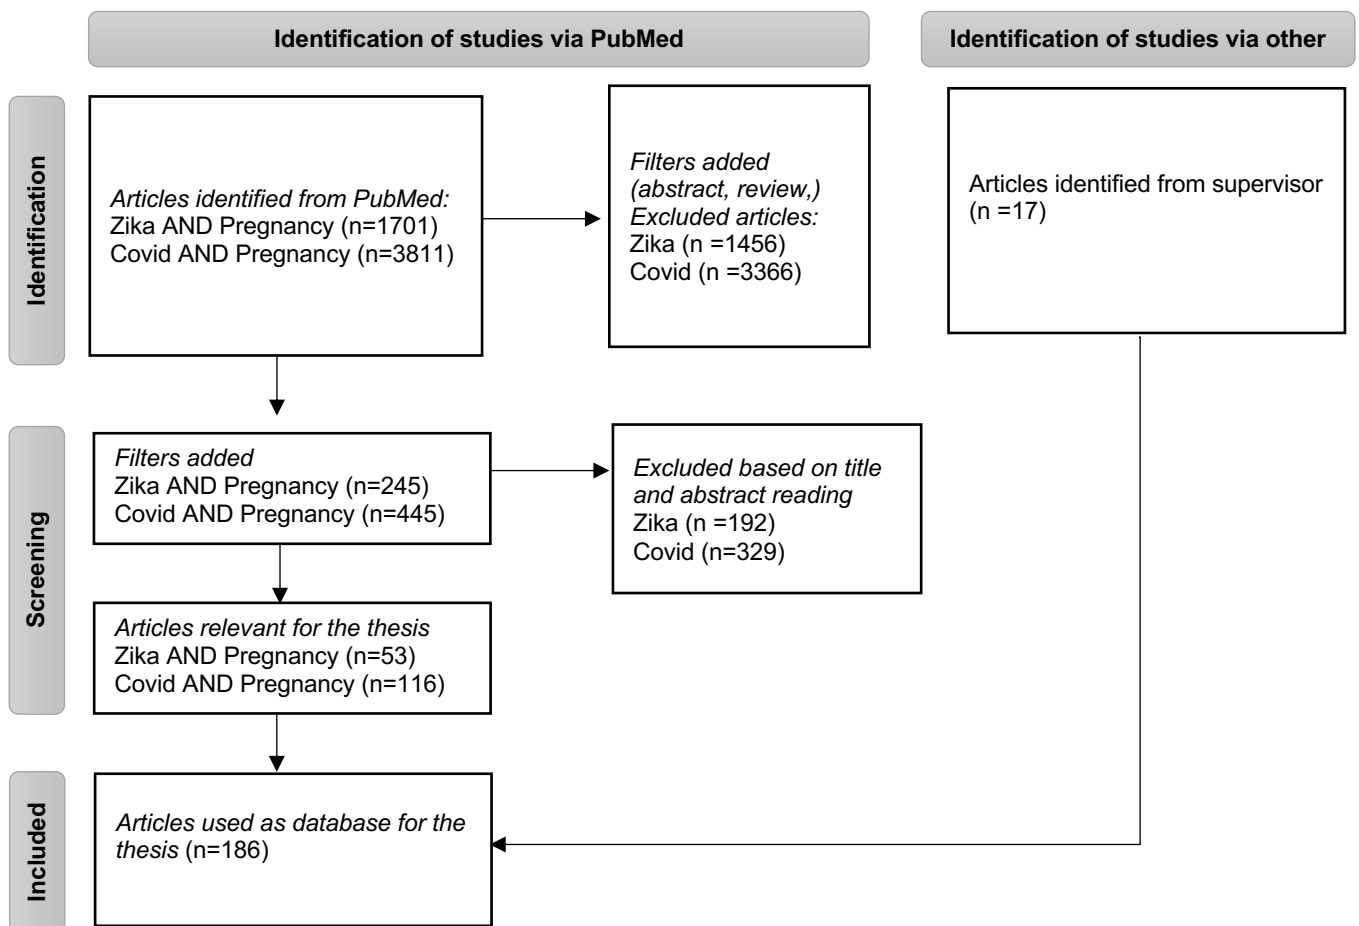 Identification of studies via PubMed
Identification of studies via other
Identification
Articles identified from PubMed:
Zika AND Pregnancy (n=1701)
Covid AND Pregnancy (n=3811)
Filters added
(abstract, review,)
Excluded articles:
Zika (n =1456)
Covid (n =3366)
Articles identified from supervisor
(n =17)
Screening
Filters added
Zika AND Pregnancy (n=245)
Covid AND Pregnancy (n=445)
Excluded based on title
and abstract reading
Zika (n =192)
Covid (n=329)
Articles relevant for the thesis
Zika AND Pregnancy (n=53)
Covid AND Pregnancy (n=116)
Included
Articles used as database for the
thesis (n=186)